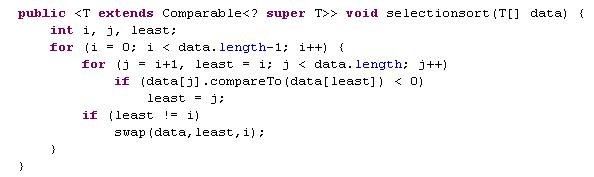 public <T extends Comparable<? super T>> void selectionsort(T[] data) {
    int i, j, least;
    for (i = 0; i < data.length-1; i++) {
        for (j = i+1, least = i; j < data.length; j++)
            if (data[j].compareTo(data[least]) < 0)
                least = j;
        if (least != i)
            swap(data,least,i);
    }
}